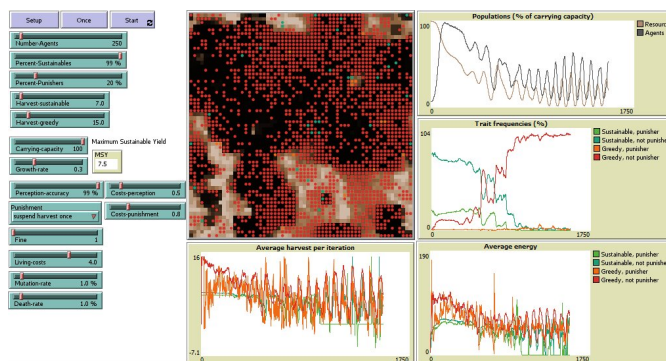 Setup
Once
Start
Number-Agents 250
Percent-Sustainables 99 %
Percent-Punishers 20 %
Harvest-sustainable 7.0
Harvest-greedy 15.0
Carrying-capacity 100
Maximum Sustainable Yield
MSY
7.5
Growth-rate 0.3
Perception-accuracy 99 %
Costs-perception 0.5
Punishment
suspend harvest once
Costs-punishment 0.8
Fine 1
Living-costs 4.0
Mutation-rate 1.0 %
Death-rate 1.0 %
Populations (% of carrying capacity)
100
0
0
1750
Resourc
Agents
Trait frequencies (%)
104
0
0
1750
Sustainable, punisher
Sustainable, not punishe
Greedy, punisher
Greedy, not punisher
Average harvest per iteration
16
-7.1
0
1750
Average energy
190
0
0
1750
Sustainable, punisher
Sustainable, not punisher
Greedy, punisher
Greedy, not punisher